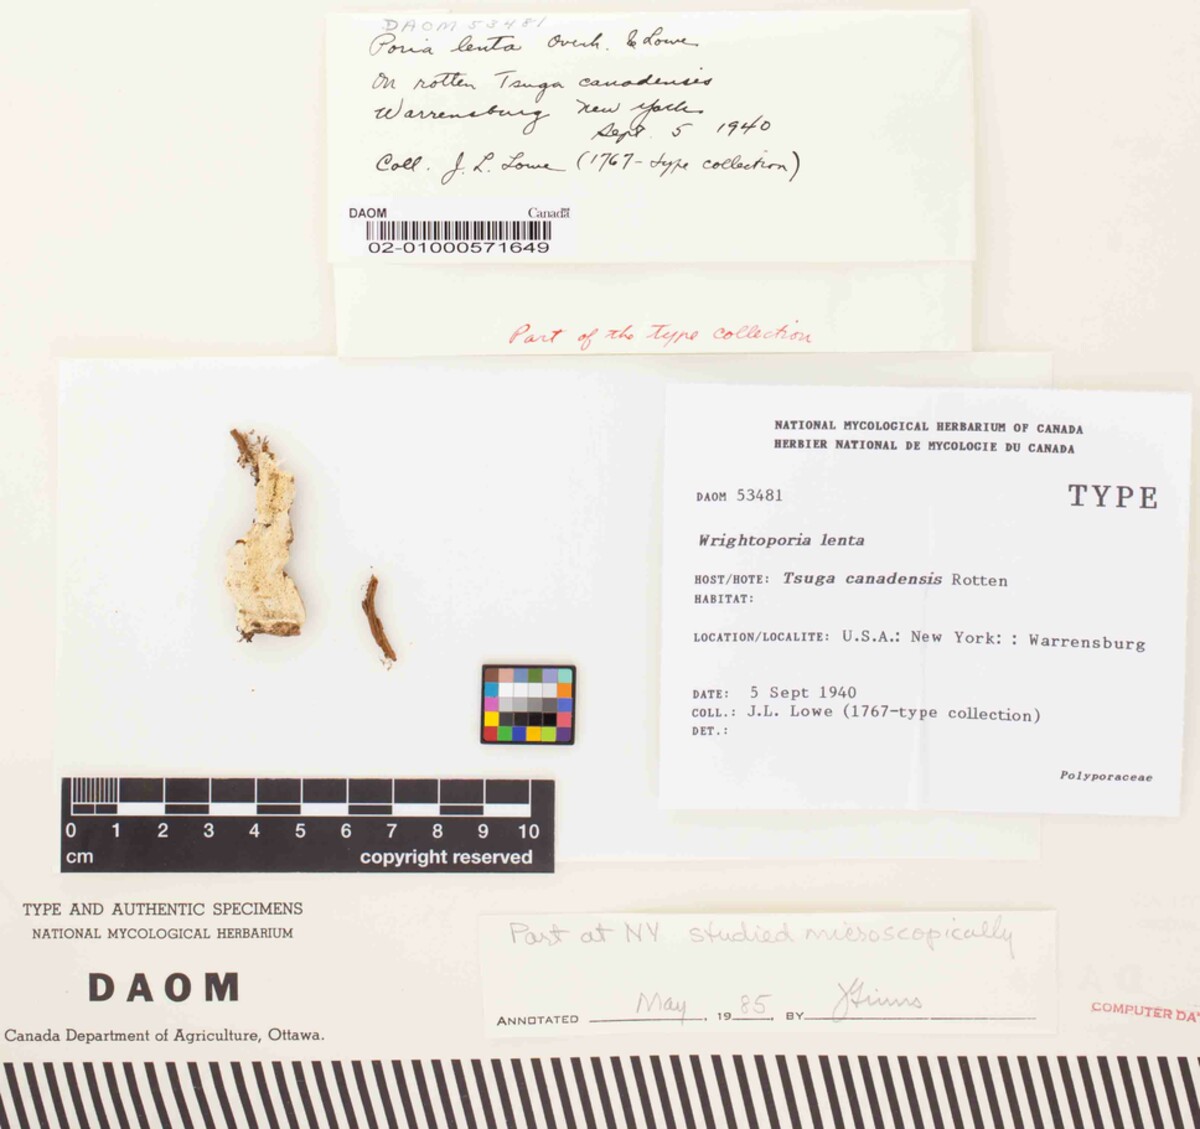 DAOM 53481
Poria lenta Overh. & Lowe
On rotten Tsuga canadensis
Warrensburg New York
Sept. 5 1940
Coll. J. L. Lowe (1767-type collection)
DAOM Canada
02-01000571649
Part of the type collection
NATIONAL MYCOLOGICAL HERBARIUM OF CANADA
HERBIER NATIONAL DE MYCOLOGIE DU CANADA
DAOM 53481 TYPE
Wrightoporia lenta
HOST/HOTE: Tsuga canadensis Rotten
HABITAT:
LOCATION/LOCALITE: U.S.A.: New York: : Warrensburg
DATE: 5 Sept 1940
COLL.: J.L. Lowe (1767-type collection)
DET.:
Polyporaceae
0 1 2 3 4 5 6 7 8 9 10
cm copyright reserved
TYPE AND AUTHENTIC SPECIMENS
NATIONAL MYCOLOGICAL HERBARIUM
DAOM
Canada Department of Agriculture, Ottawa.
Part at NY studied microscopically
ANNOTATED May, 1985, BY JGinns
COMPUTER DA